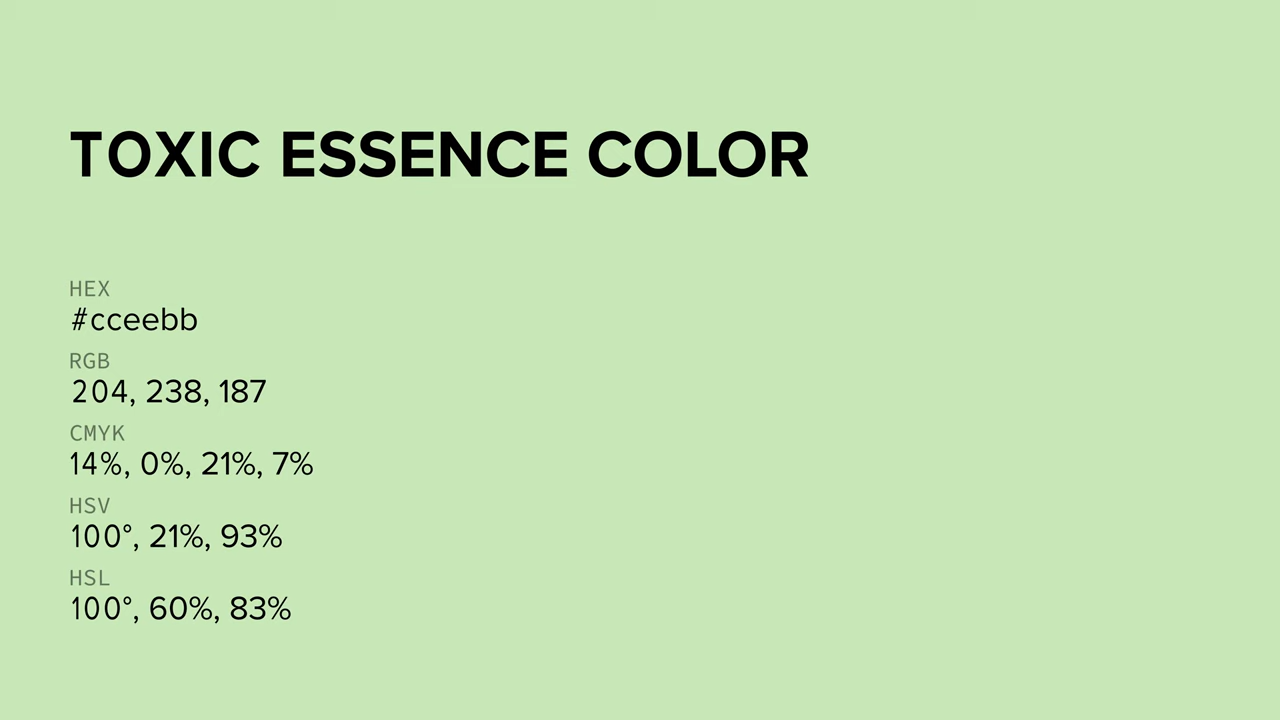 TOXIC ESSENCE COLOR
HEX
#cceebb
RGB
204, 238, 187
CMYK
14%, 0%, 21%, 7%
HSV
100°, 21%, 93%
HSL
100°, 60%, 83%